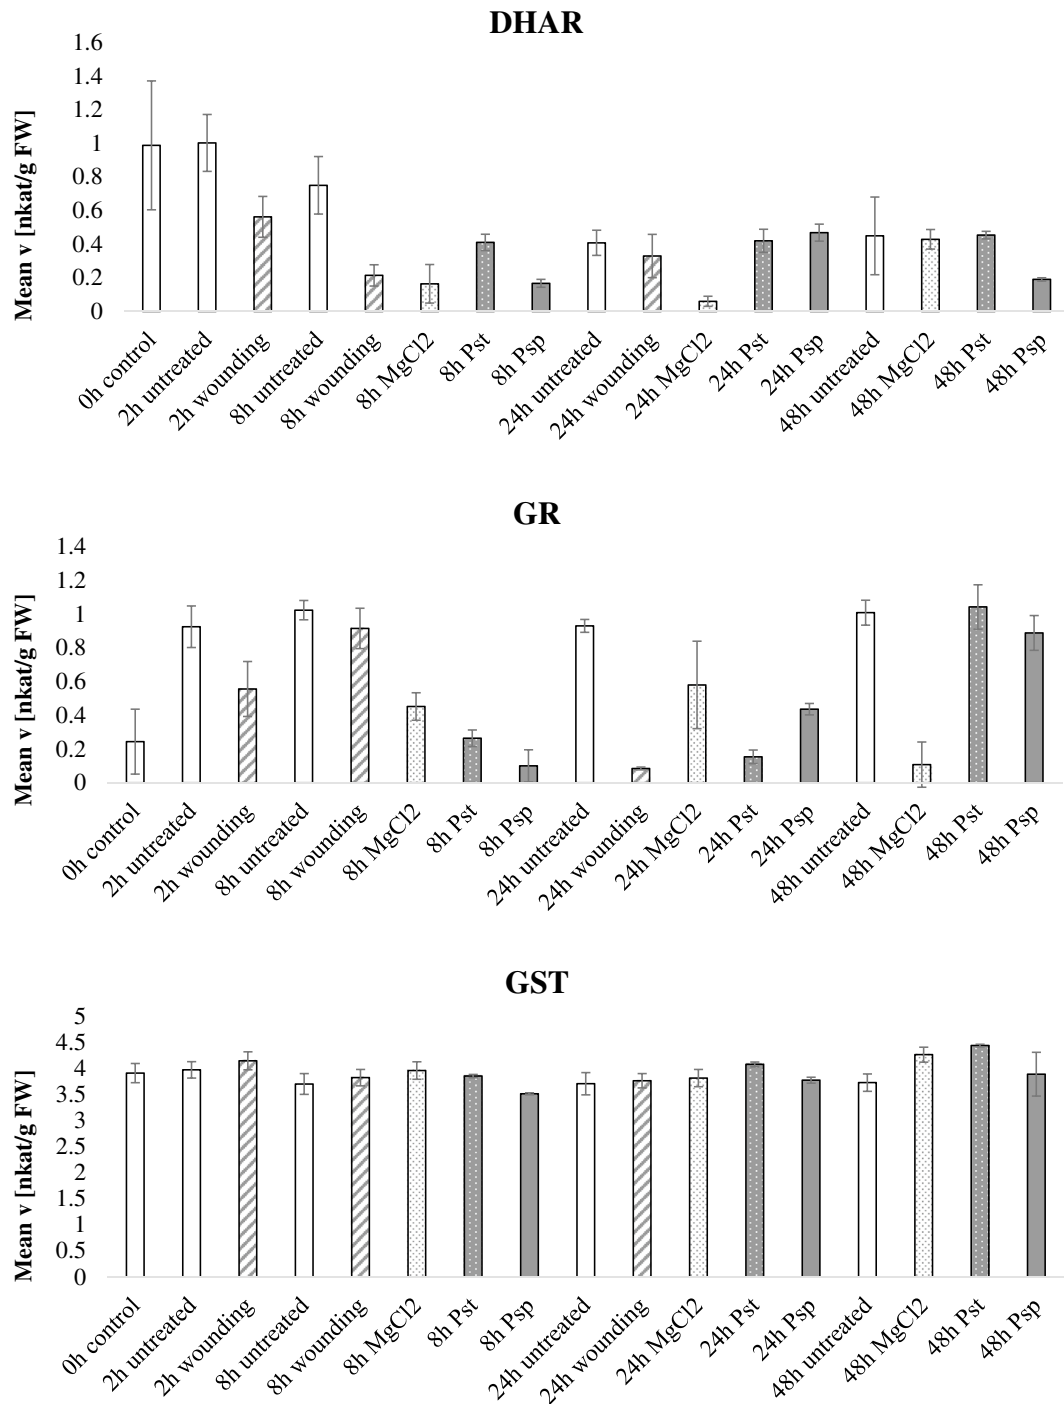 DHAR
Mean v [nkat/g FW]
1.6
1.4
1.2
1
0.8
0.6
0.4
0.2
0
0h control
2h untreated
2h wounding
8h untreated
8h wounding
8h MgCl2
8h Pst
8h Psp
24h untreated
24h wounding
24h MgCl2
24h Pst
24h Psp
48h untreated
48h MgCl2
48h Pst
48h Psp
GR
Mean v [nkat/g FW]
1.4
1.2
1
0.8
0.6
0.4
0.2
0
0h control
2h untreated
2h wounding
8h untreated
8h wounding
8h MgCl2
8h Pst
8h Psp
24h untreated
24h wounding
24h MgCl2
24h Pst
24h Psp
48h untreated
48h MgCl2
48h Pst
48h Psp
GST
Mean v [nkat/g FW]
5
4.5
4
3.5
3
2.5
2
1.5
1
0.5
0
0h control
2h untreated
2h wounding
8h untreated
8h wounding
8h MgCl2
8h Pst
8h Psp
24h untreated
24h wounding
24h MgCl2
24h Pst
24h Psp
48h untreated
48h MgCl2
48h Pst
48h Psp